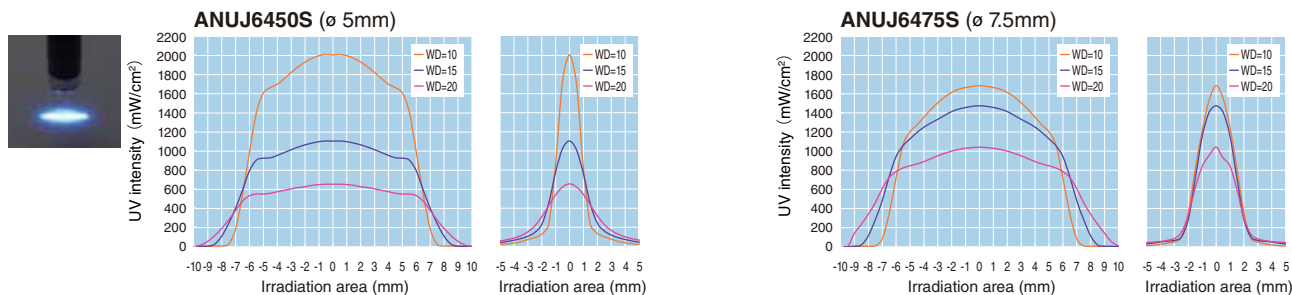 ANUJ6450S (ø 5mm)
UV intensity (mW/cm²)
2200
2000
1800
1600
1400
1200
1000
800
600
400
200
0
WD=10
WD=15
WD=20
-10 -9 -8 -7 -6 -5 -4 -3 -2 -1 0 1 2 3 4 5 6 7 8 9 10
Irradiation area (mm)
WD=10
WD=15
WD=20
-5 -4 -3 -2 -1 0 1 2 3 4 5
Irradiation area (mm)
ANUJ6475S (ø 7.5mm)
UV intensity (mW/cm²)
2200
2000
1800
1600
1400
1200
1000
800
600
400
200
0
WD=10
WD=15
WD=20
-10 -9 -8 -7 -6 -5 -4 -3 -2 -1 0 1 2 3 4 5 6 7 8 9 10
Irradiation area (mm)
WD=10
WD=15
WD=20
-5 -4 -3 -2 -1 0 1 2 3 4 5
Irradiation area (mm)